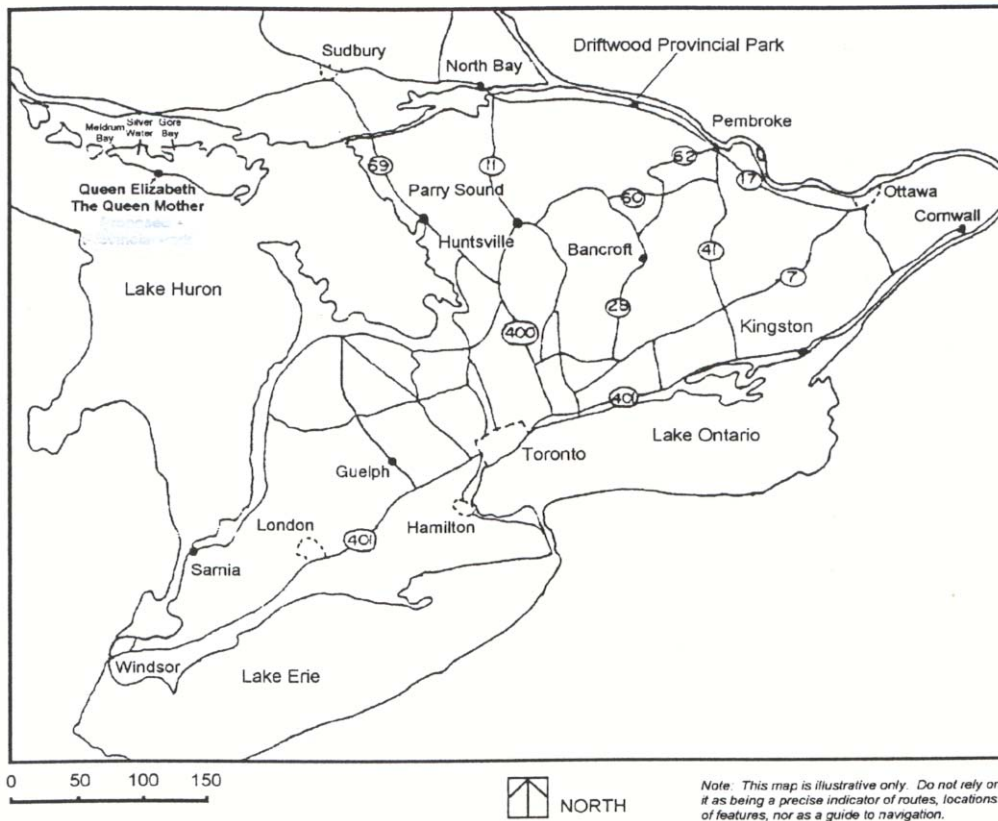 Sudbury
Driftwood Provincial Park
North Bay
Pembroke
Meldrum
Bay
Silver
Water
Gore
Bay
Queen Elizabeth
The Queen Mother
69
11
62
17
Parry Sound
60
Ottawa
Cornwall
Huntsville
Bancroft
41
7
Lake Huron
28
400
Kingston
401
Lake Ontario
Toronto
Guelph
London
401
Hamilton
Sarnia
Windsor
Lake Erie
0 50 100 150
NORTH
Note: This map is illustrative only. Do not rely on
it as being a precise indicator of routes, locations
of features, nor as a guide to navigation.